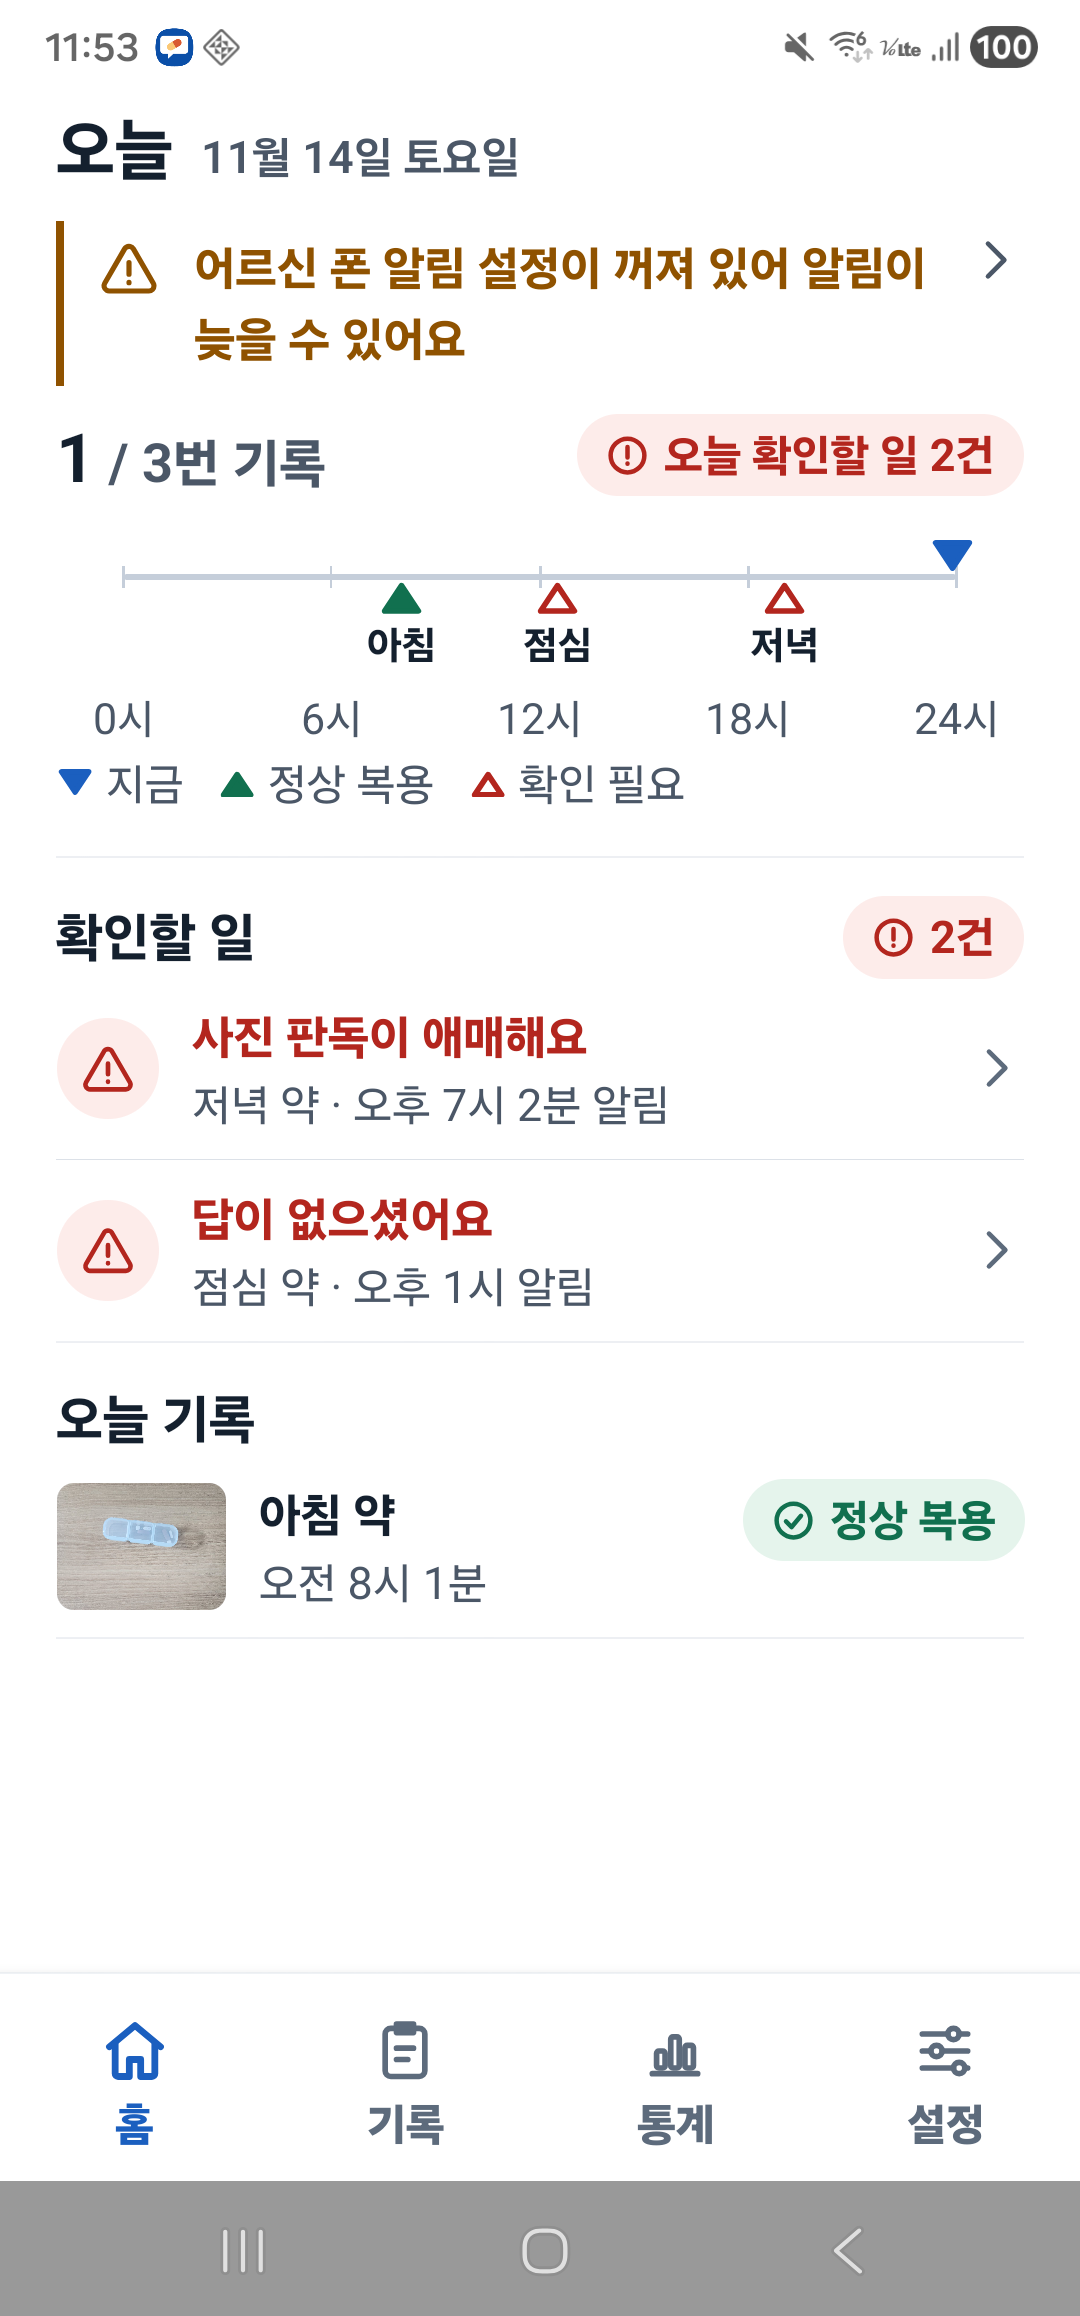 11:53
6 VoLte 100
오늘 11월 14일 토요일
어르신 폰 알림 설정이 꺼져 있어 알림이
늦을 수 있어요
1 / 3번 기록
오늘 확인할 일 2건
아침 점심 저녁
0시 6시 12시 18시 24시
지금 정상 복용 확인 필요
확인할 일
2건
사진 판독이 애매해요
저녁 약 · 오후 7시 2분 알림
답이 없으셨어요
점심 약 · 오후 1시 알림
오늘 기록
아침 약
정상 복용
오전 8시 1분
홈 기록 통계 설정